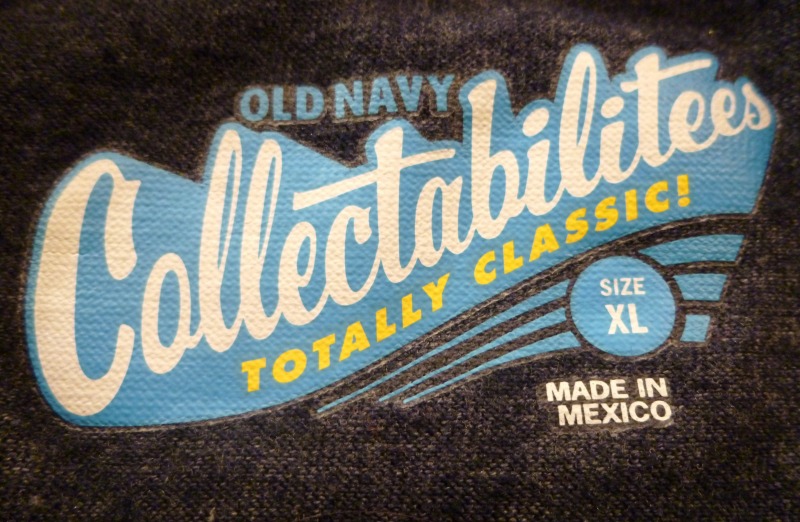 OLD NAVY
Collectabilitees
TOTALLY CLASSIC!
SIZE
XL
MADE IN
MEXICO